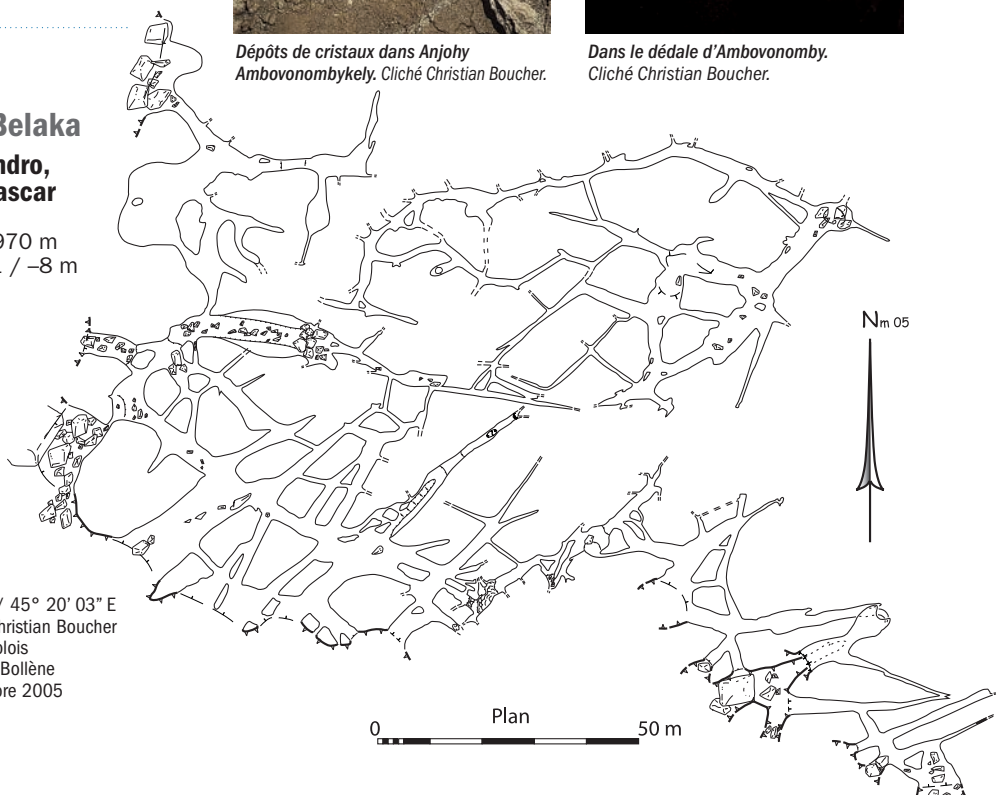 Dépôts de cristaux dans Anjohy
Ambovonombykely. Cliché Christian Boucher.
Dans le dédale d'Ambovonomby.
Cliché Christian Boucher.
Belaka
ndro,
ascar
970 m
/ –8 m
N m 05
/ 45° 20' 03" E
hristian Boucher
blois
Bollène
bre 2005
Plan
0 50 m